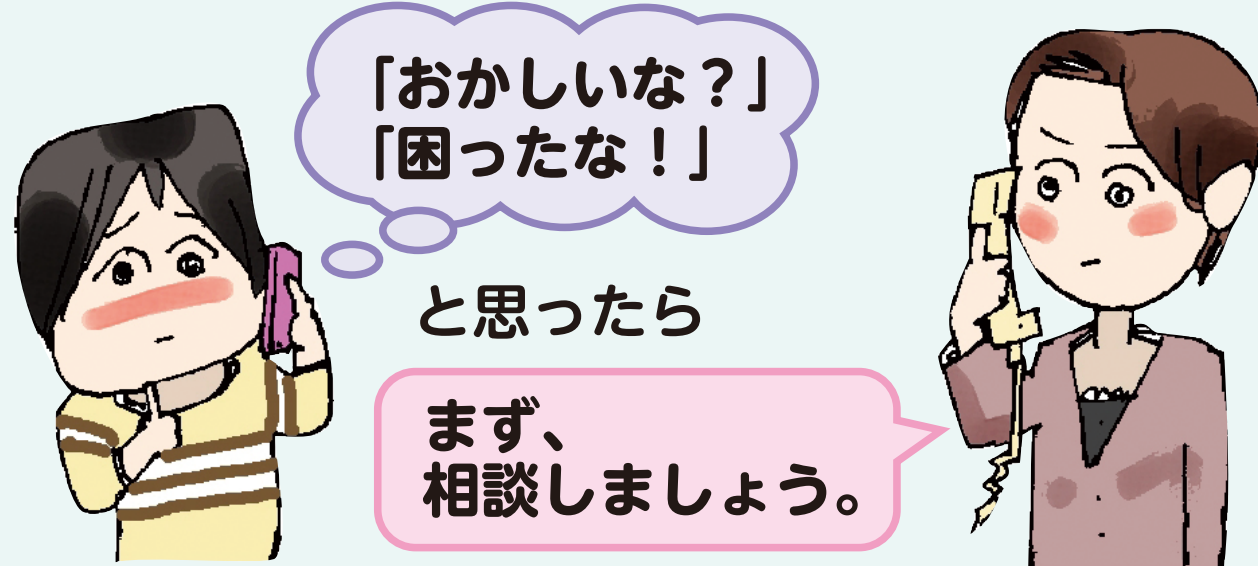 「おかしいな？」
「困ったな！」
と思ったら
まず、
相談しましょう。